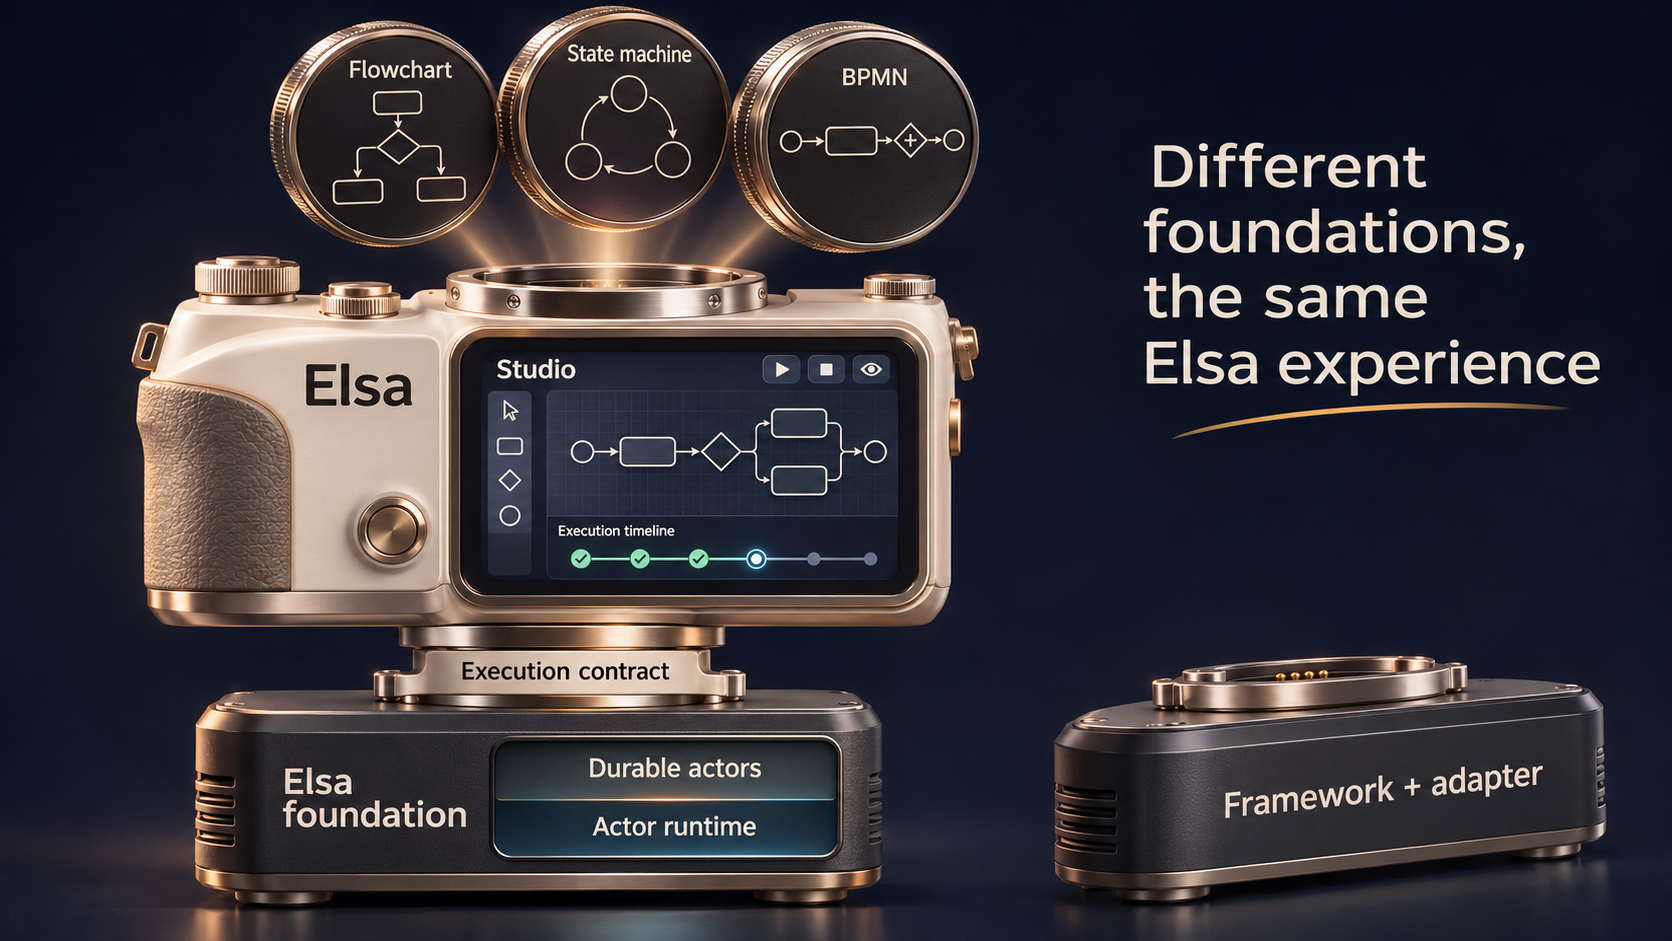 Flowchart
State machine
BPMN
Different
foundations,
the same
Elsa experience
Elsa
Studio
Execution timeline
Execution contract
Elsa
foundation
Durable actors
Actor runtime
Framework + adapter